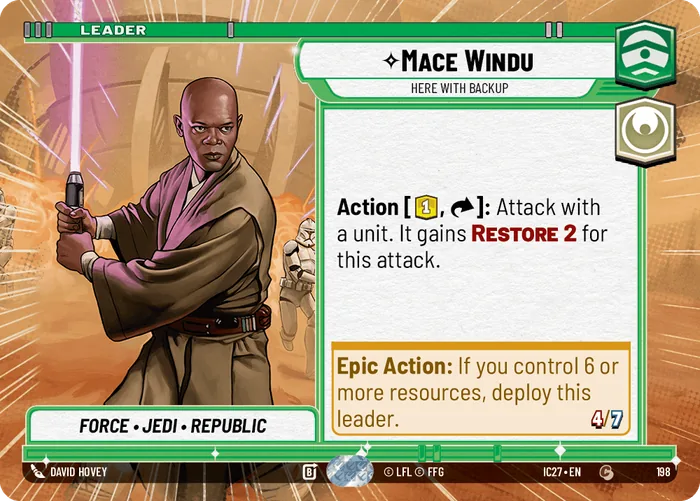 LEADER
✧MACE WINDU
HERE WITH BACKUP
Action [1, ]: Attack with
a unit. It gains RESTORE 2 for
this attack.
Epic Action: If you control 6 or
more resources, deploy this
leader.
4/7
FORCE • JEDI • REPUBLIC
DAVID HOVEY
B
© LFL © FFG
IC27 • EN
C
198